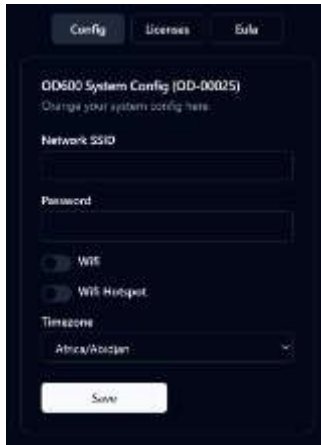 Config Licenses Eula
OD600 System Config (OD-00025)
Change your system config here.
Network SSID
Password
Wifi
Wifi Hotspot
Timezone
Africa/Abidjan
Save